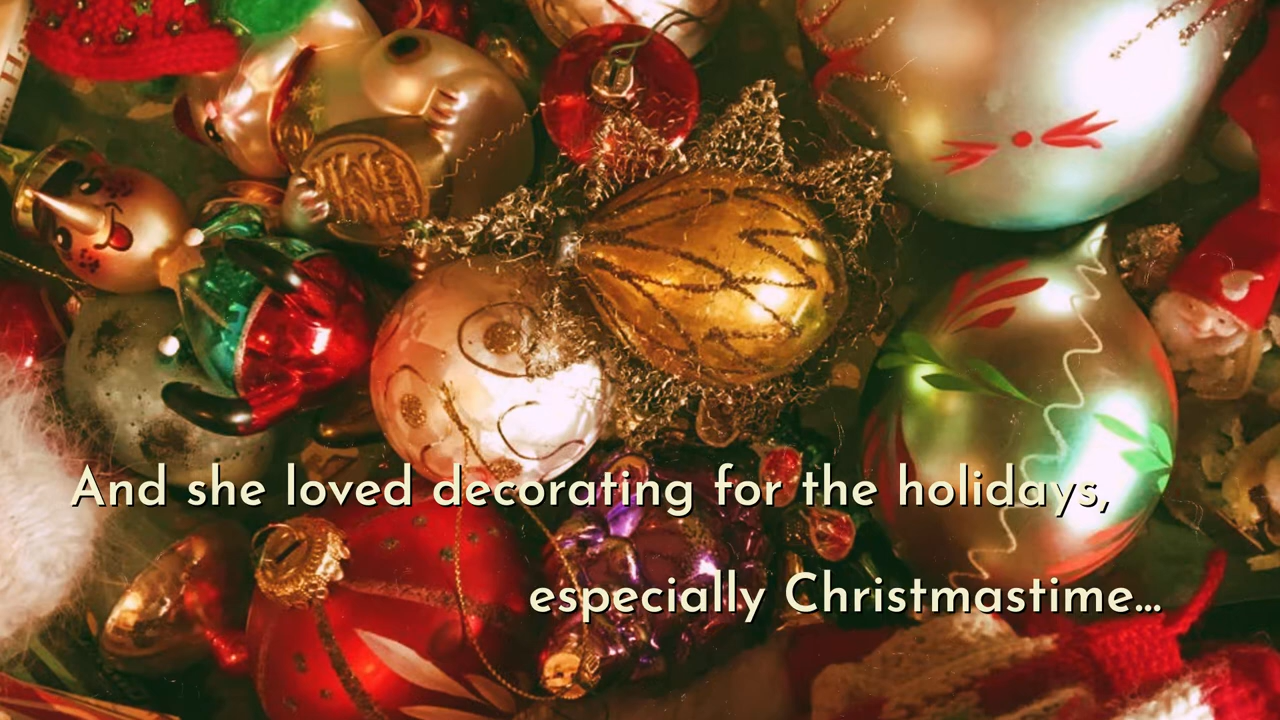 And she loved decorating for the holidays,
especially Christmastime...